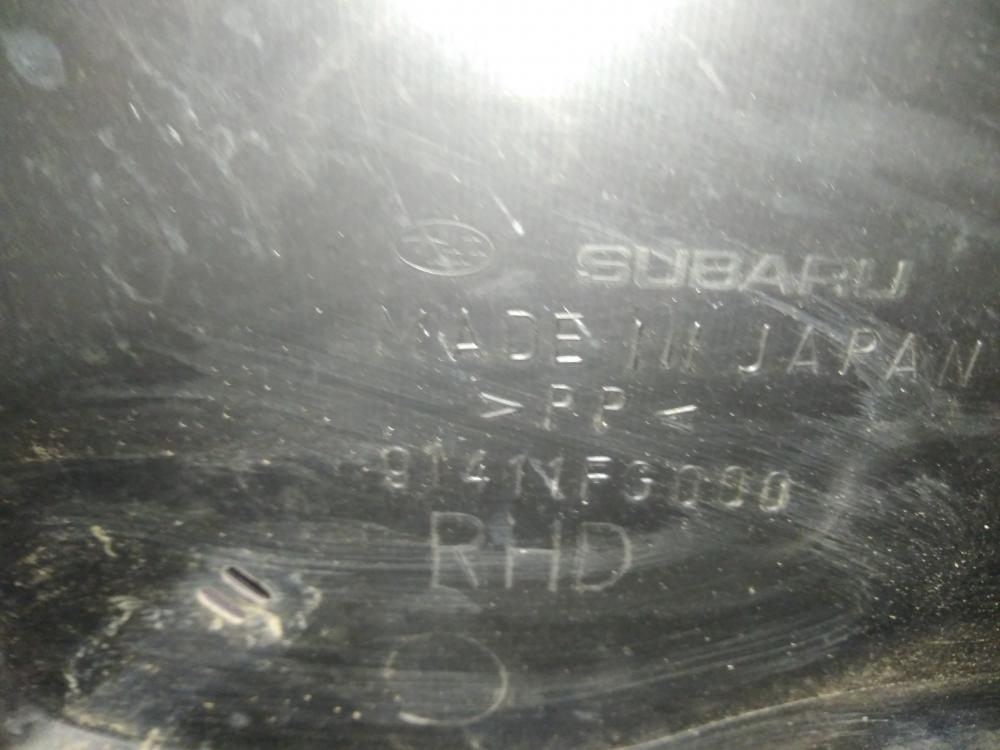 SUBARU
MADE IN JAPAN
>PP<
91411FG000
RHD